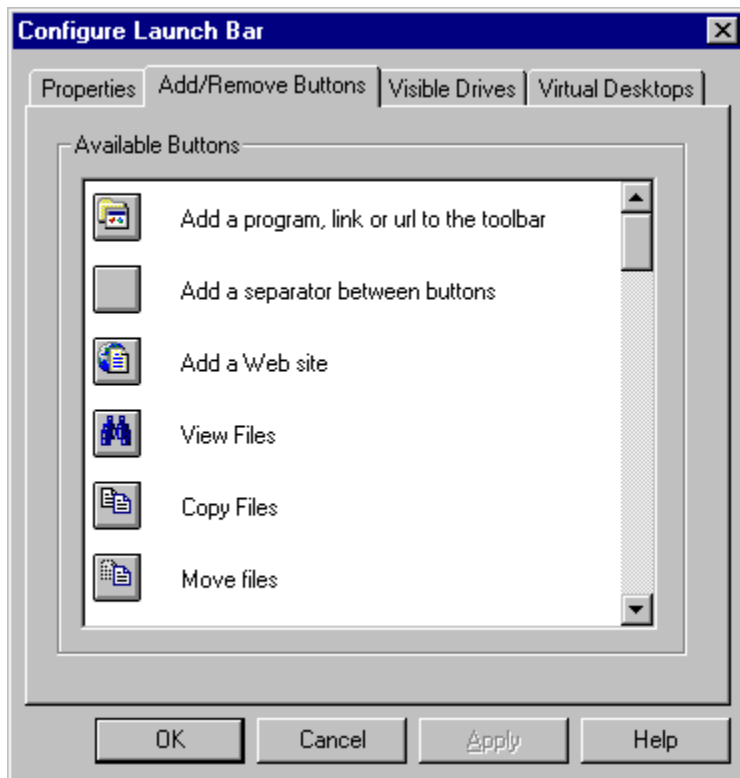 Configure Launch Bar
Properties Add/Remove Buttons Visible Drives Virtual Desktops
Available Buttons
Add a program, link or url to the toolbar
Add a separator between buttons
Add a Web site
View Files
Copy Files
Move files
OK Cancel Apply Help